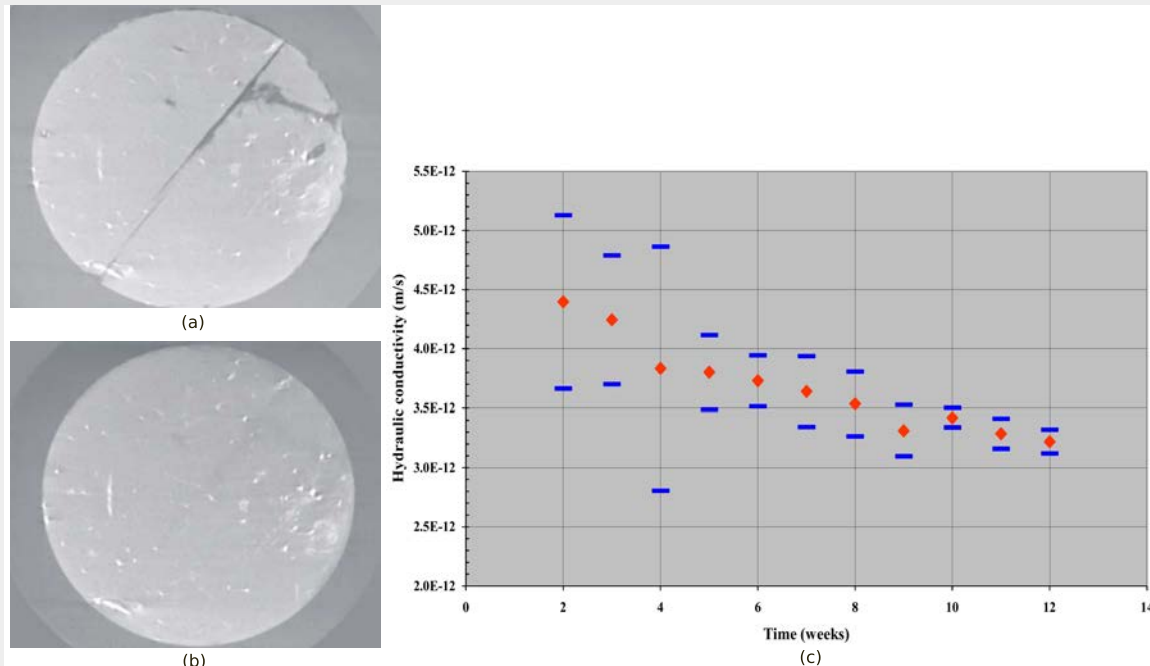 (a)
(b)
5.5E-12
5.0E-12
4.5E-12
4.0E-12
3.5E-12
3.0E-12
2.5E-12
2.0E-12
Hydraulic conductivity (m/s)
0 2 4 6 8 10 12 14
Time (weeks)
(c)